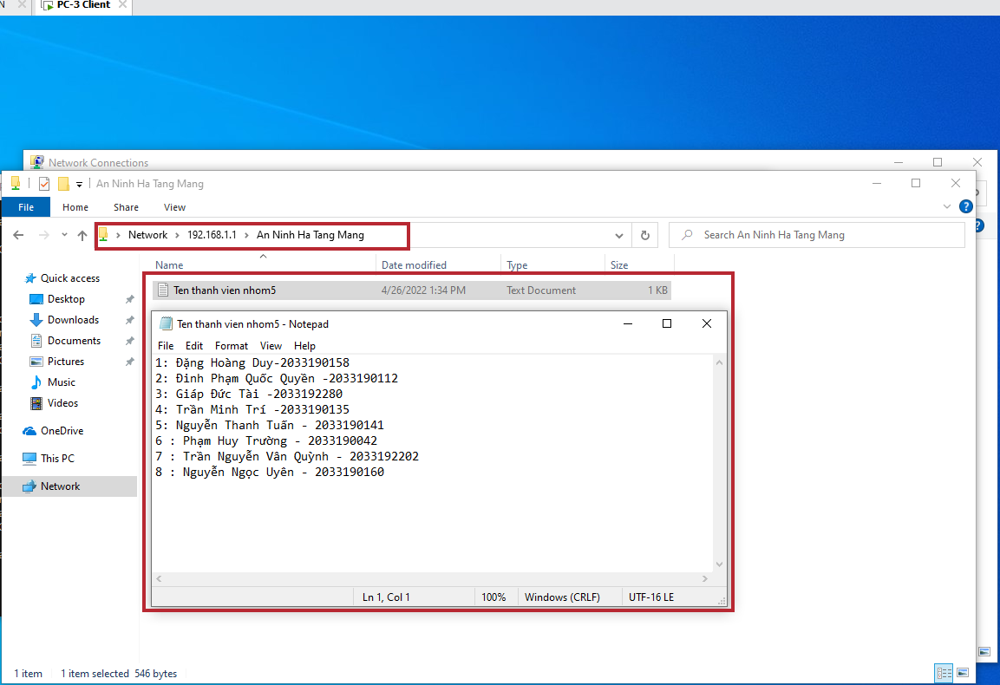 N
PC-3 Client
Network Connections
An Ninh Ha Tang Mang
File Home Share View
Network 192.168.1.1 An Ninh Ha Tang Mang
Search An Ninh Ha Tang Mang
Name Date modified Type Size
Quick access
Desktop
Downloads
Documents
Pictures
Music
Videos
OneDrive
This PC
Network
Ten thanh vien nhom5 4/26/2022 1:34 PM Text Document 1 KB
Ten thanh vien nhom5 - Notepad
File Edit Format View Help
1: Đặng Hoàng Duy-2033190158
2: Đinh Phạm Quốc Quyền -2033190112
3: Giáp Đức Tài -2033192280
4: Trần Minh Trí -2033190135
5: Nguyễn Thanh Tuấn - 2033190141
6 : Phạm Huy Trường - 2033190042
7 : Trần Nguyễn Vân Quỳnh - 2033192202
8 : Nguyễn Ngọc Uyên - 2033190160
Ln 1, Col 1 100% Windows (CRLF) UTF-16 LE
1 item 1 item selected 546 bytes